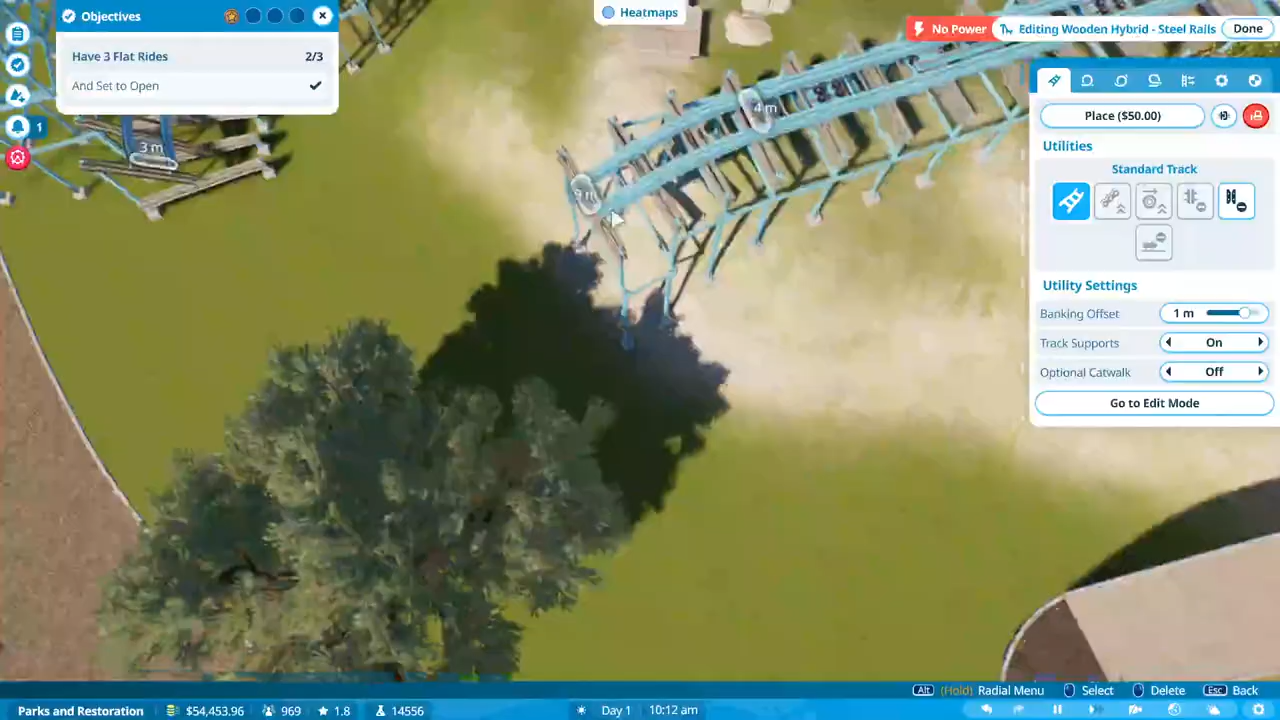 Objectives
Have 3 Flat Rides 2/3
And Set to Open
1
Heatmaps
No Power
Editing Wooden Hybrid - Steel Rails
Done
Place ($50.00)
Utilities
Standard Track
Utility Settings
Banking Offset 1 m
Track Supports On
Optional Catwalk Off
Go to Edit Mode
3 m
4 m
9 m
Alt (Hold) Radial Menu Select Delete Esc Back
Parks and Restoration $54,453.96 969 1.8 14556 Day 1 10:12 am